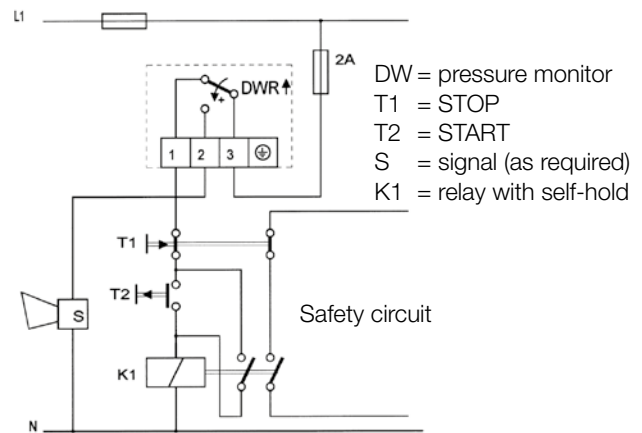 L1
2A
DWR
+
1 2 3
DW = pressure monitor
T1 = STOP
T2 = START
S = signal (as required)
K1 = relay with self-hold
T1
T2
S
Safety circuit
K1
N